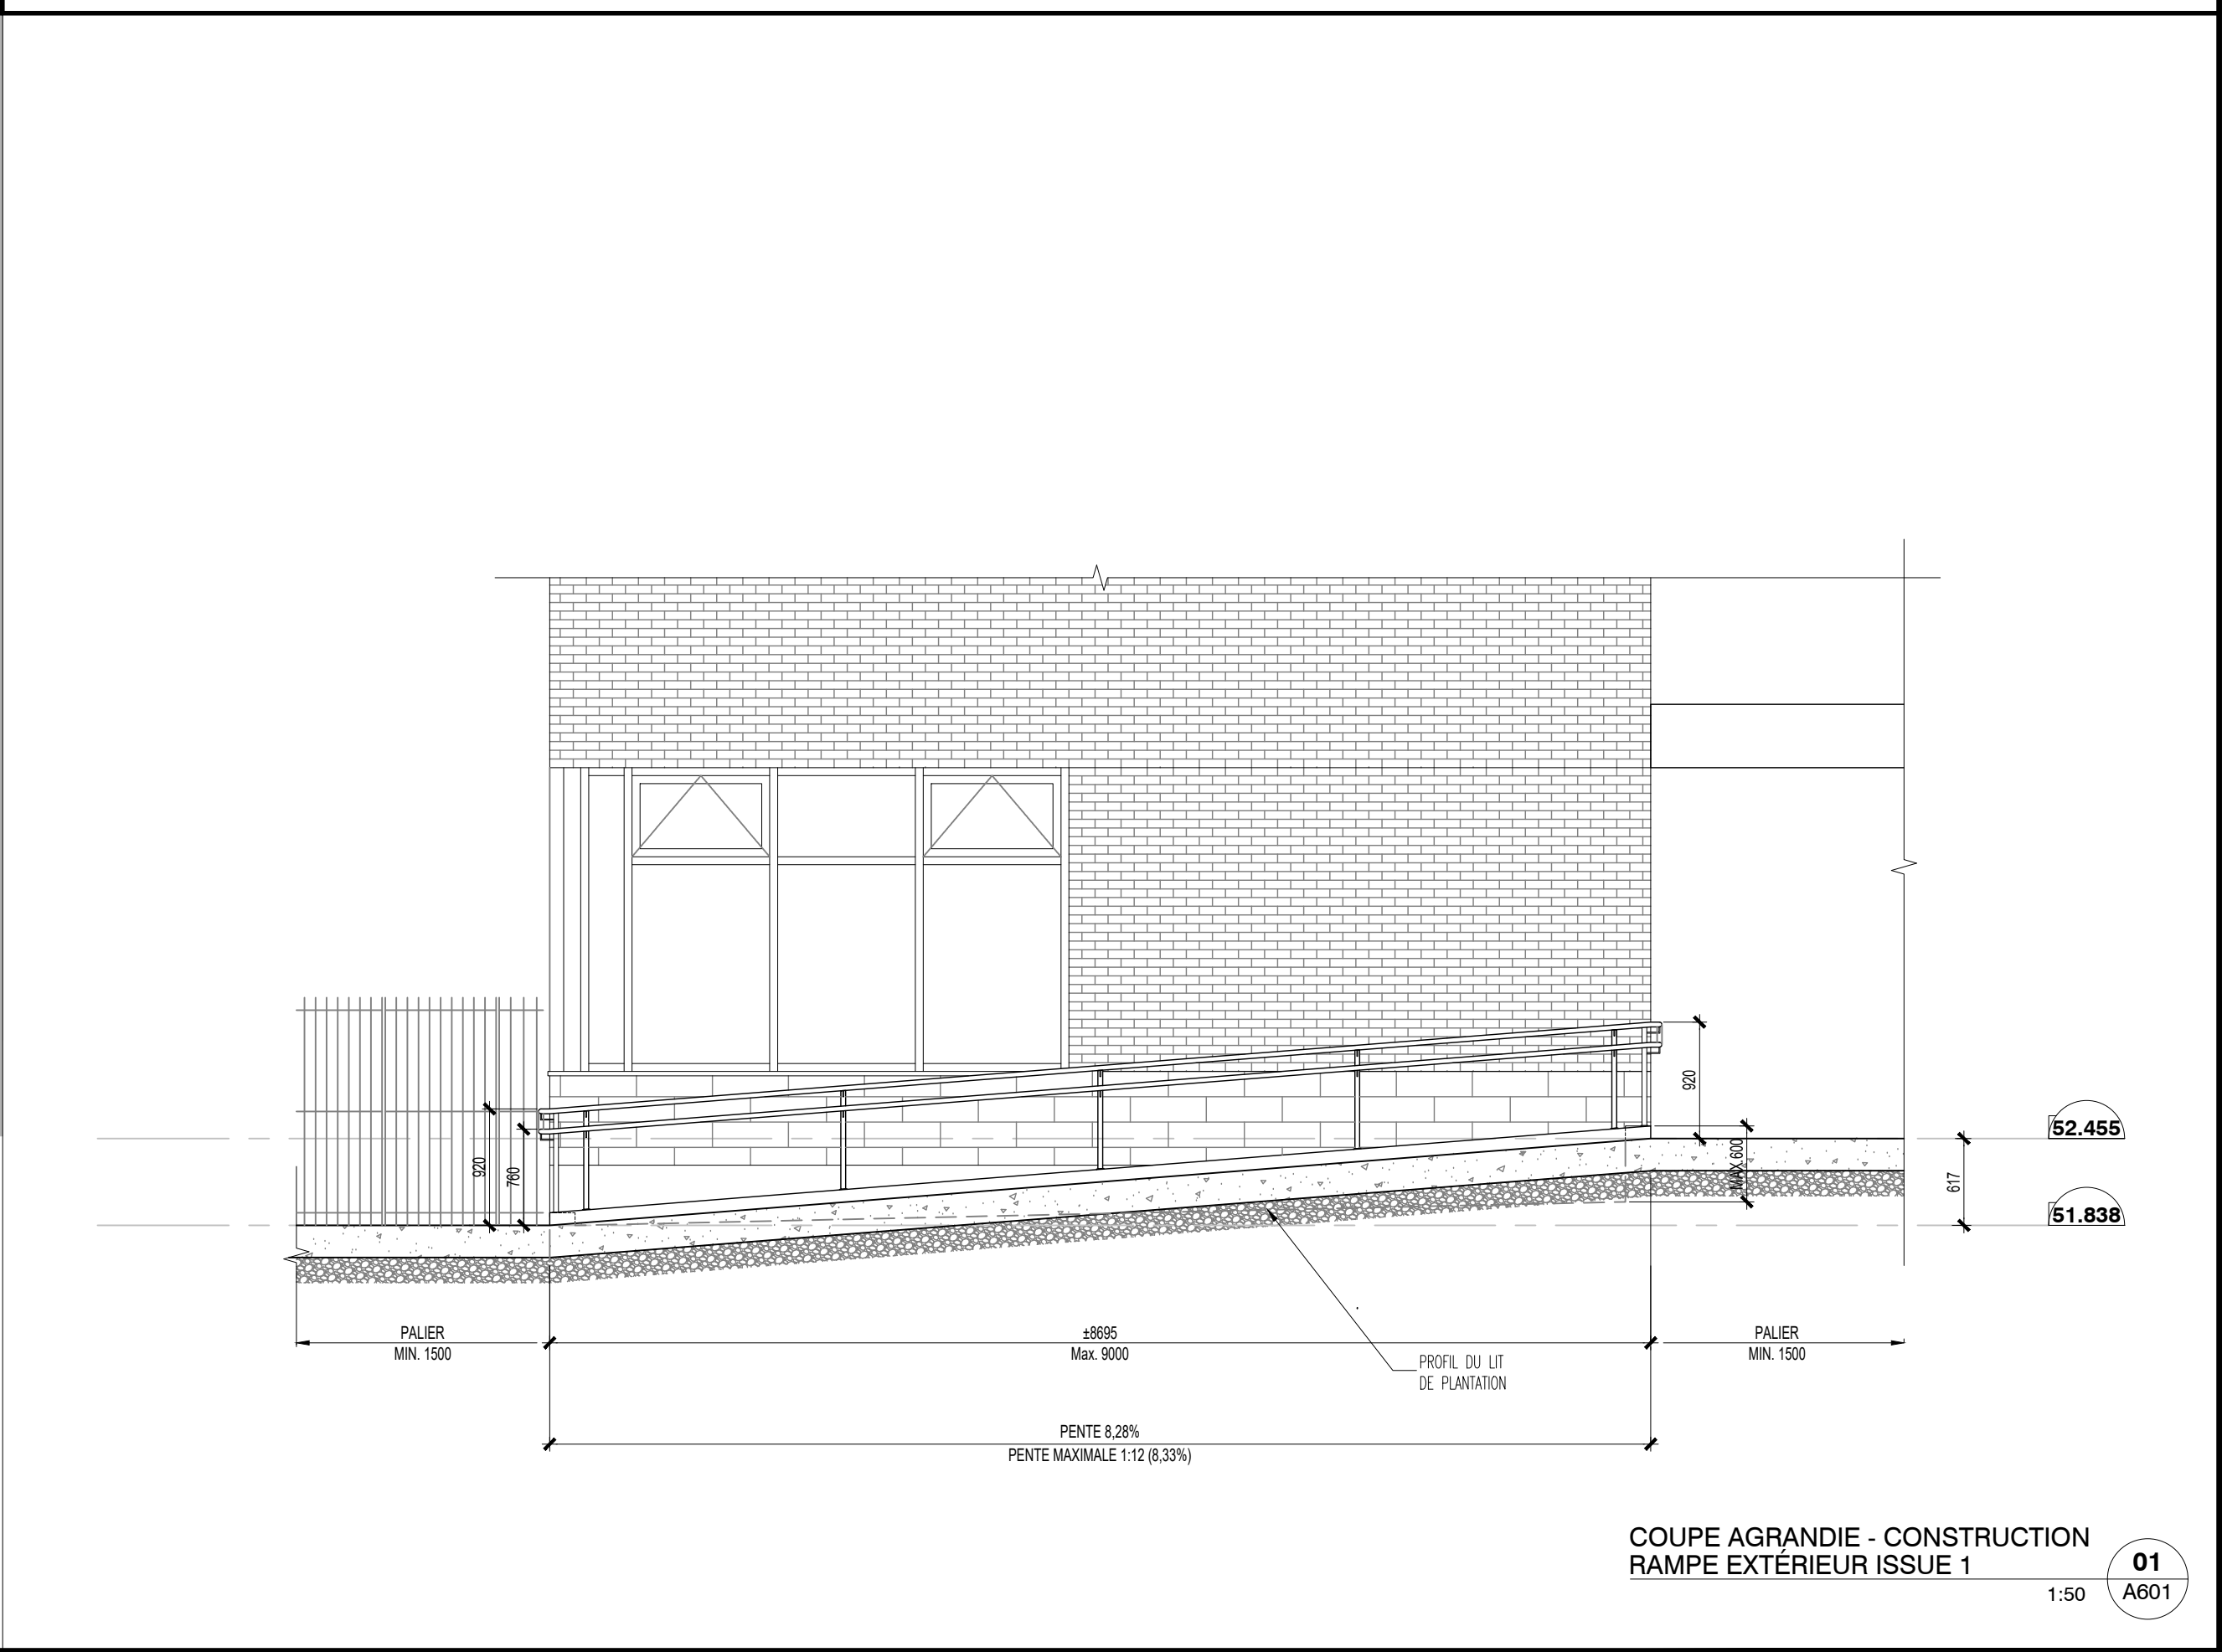 920
52.455
920
760
MAX.600
617
51.838
PALIER
MIN. 1500
±8695
Max. 9000
PALIER
MIN. 1500
PROFIL DU LIT
DE PLANTATION
PENTE 8,28%
PENTE MAXIMALE 1:12 (8,33%)
COUPE AGRANDIE - CONSTRUCTION
RAMPE EXTÉRIEUR ISSUE 1
01
1:50
A601